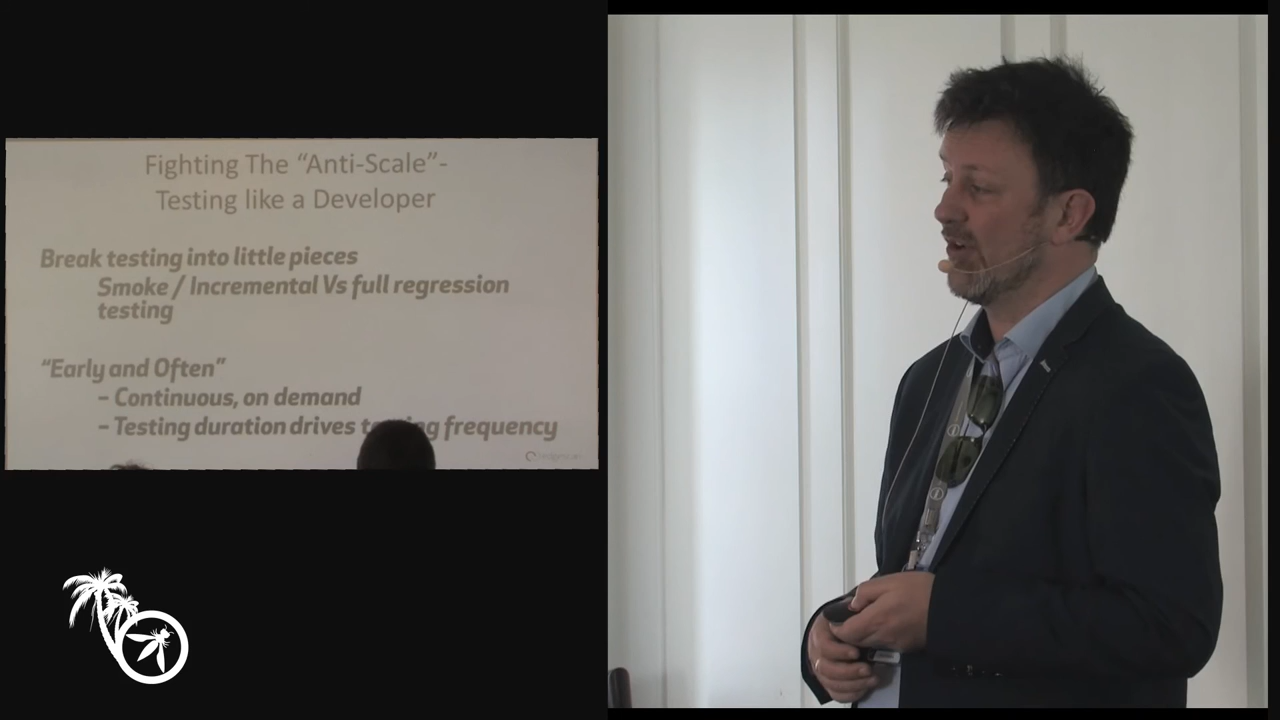 Fighting The “Anti-Scale”-
Testing like a Developer
Break testing into little pieces
Smoke / Incremental Vs full regression
testing
“Early and Often”
– Continuous, on demand
– Testing duration drives frequency